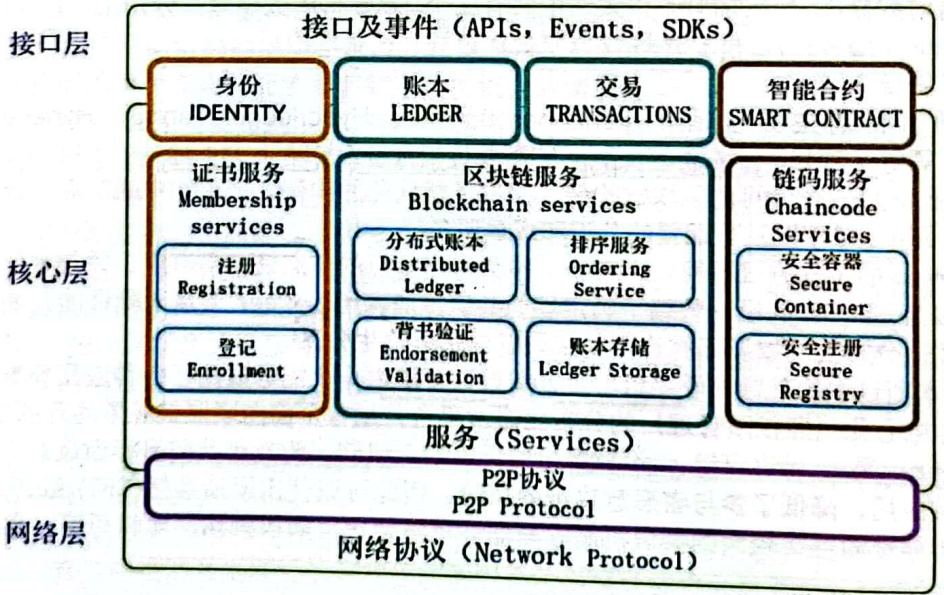 接口层
接口及事件（APIs，Events，SDKs）
身份
IDENTITY
账本
LEDGER
交易
TRANSACTIONS
智能合约
SMART CONTRACT
核心层
证书服务
Membership
services
注册
Registration
登记
Enrollment
区块链服务
Blockchain services
分布式账本
Distributed
Ledger
排序服务
Ordering
Service
背书验证
Endorsement
Validation
账本存储
Ledger Storage
链码服务
Chaincode
Services
安全容器
Secure
Container
安全注册
Secure
Registry
服务（Services）
P2P协议
P2P Protocol
网络层
网络协议（Network Protocol）